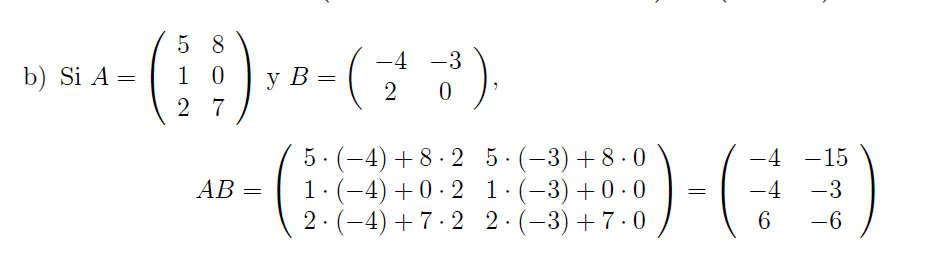 b) Si A = ( 5 8
1 0
2 7 ) y B = ( −4 −3
2 0 ),
AB = ( 5 · (−4) + 8 · 2 5 · (−3) + 8 · 0
1 · (−4) + 0 · 2 1 · (−3) + 0 · 0
2 · (−4) + 7 · 2 2 · (−3) + 7 · 0 ) = ( −4 −15
−4 −3
6 −6 )